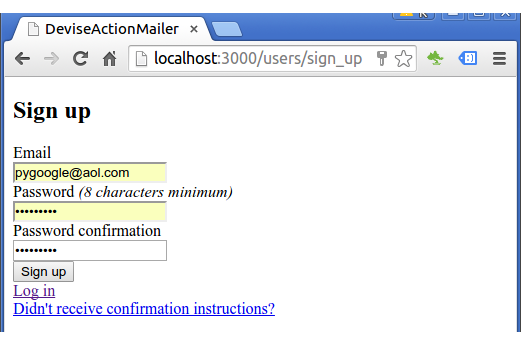 DeviseActionMailer
localhost:3000/users/sign_up
Sign up
Email
pygoogle@aol.com
Password (8 characters minimum)
•••••••••
Password confirmation
•••••••••
Sign up
Log in
Didn't receive confirmation instructions?